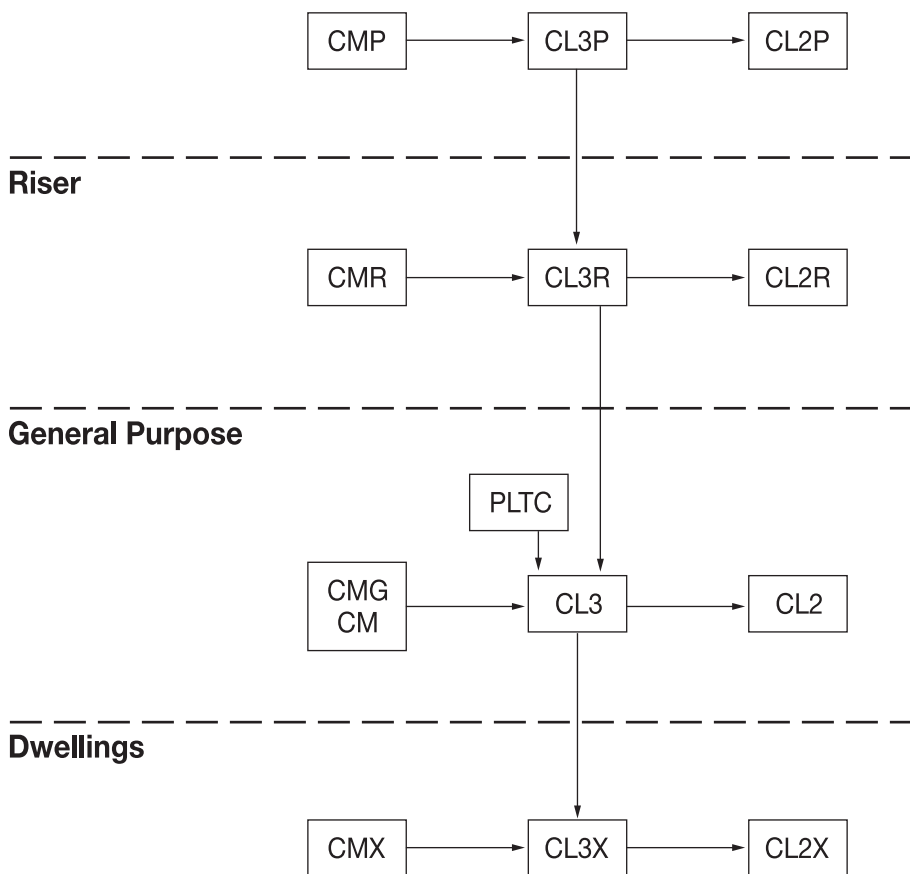 CMP
CL3P
CL2P
Riser
CMR
CL3R
CL2R
General Purpose
PLTC
CMG
CM
CL3
CL2
Dwellings
CMX
CL3X
CL2X